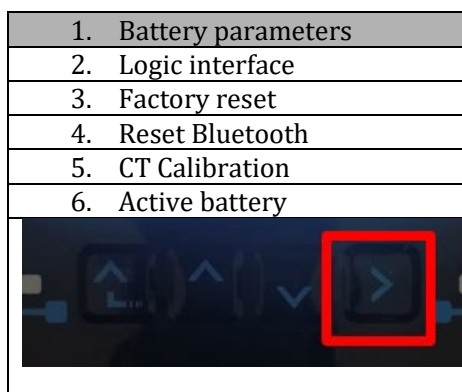 1. Battery parameters
2. Logic interface
3. Factory reset
4. Reset Bluetooth
5. CT Calibration
6. Active battery